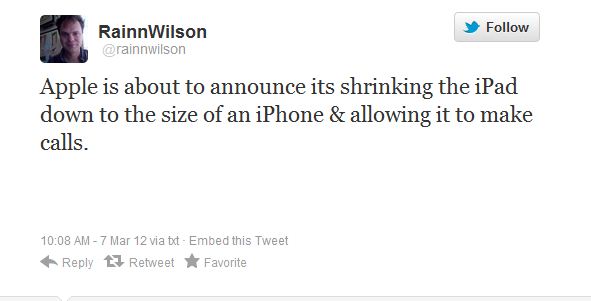 RainnWilson
@rainnwilson
Follow
Apple is about to announce its shrinking the iPad
down to the size of an iPhone & allowing it to make
calls.
10:08 AM - 7 Mar 12 via txt · Embed this Tweet
Reply Retweet Favorite